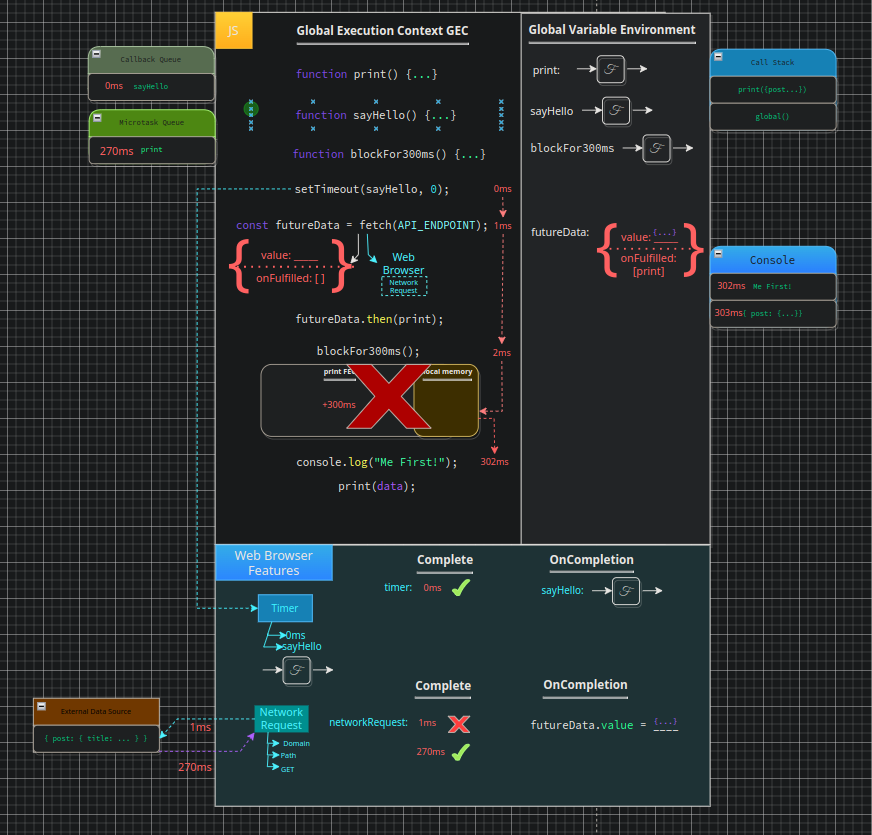 JS
Global Execution Context GEC
Global Variable Environment
Callback Queue
0ms sayHello
Microtask Queue
270ms print
function print() {...}
function sayHello() {...}
function blockFor300ms() {...}
setTimeout(sayHello, 0);
0ms
const futureData = fetch(API_ENDPOINT);
1ms
value: ____
onFulfilled: [ ]
Web
Browser
Network
Request
futureData.then(print);
blockFor300ms();
2ms
print FE
ocal memory
+300ms
console.log("Me First!");
302ms
print(data);
print:
sayHello
blockFor300ms
futureData:
value: {...}
onFulfilled:
[print]
Call Stack
print({post...})
global()
Console
302ms Me First!
303ms{ post: {...}}
Web Browser
Features
Complete
OnCompletion
timer: 0ms
sayHello:
Timer
0ms
sayHello
Complete
OnCompletion
Network
Request
networkRequest: 1ms
270ms
futureData.value = {...}
Domain
Path
GET
External Data Source
{ post: { title: ... } }
1ms
270ms